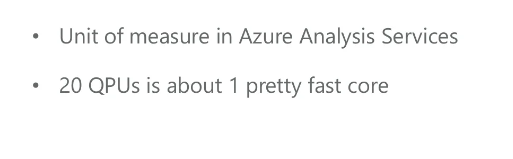 • Unit of measure in Azure Analysis Services
• 20 QPUs is about 1 pretty fast core